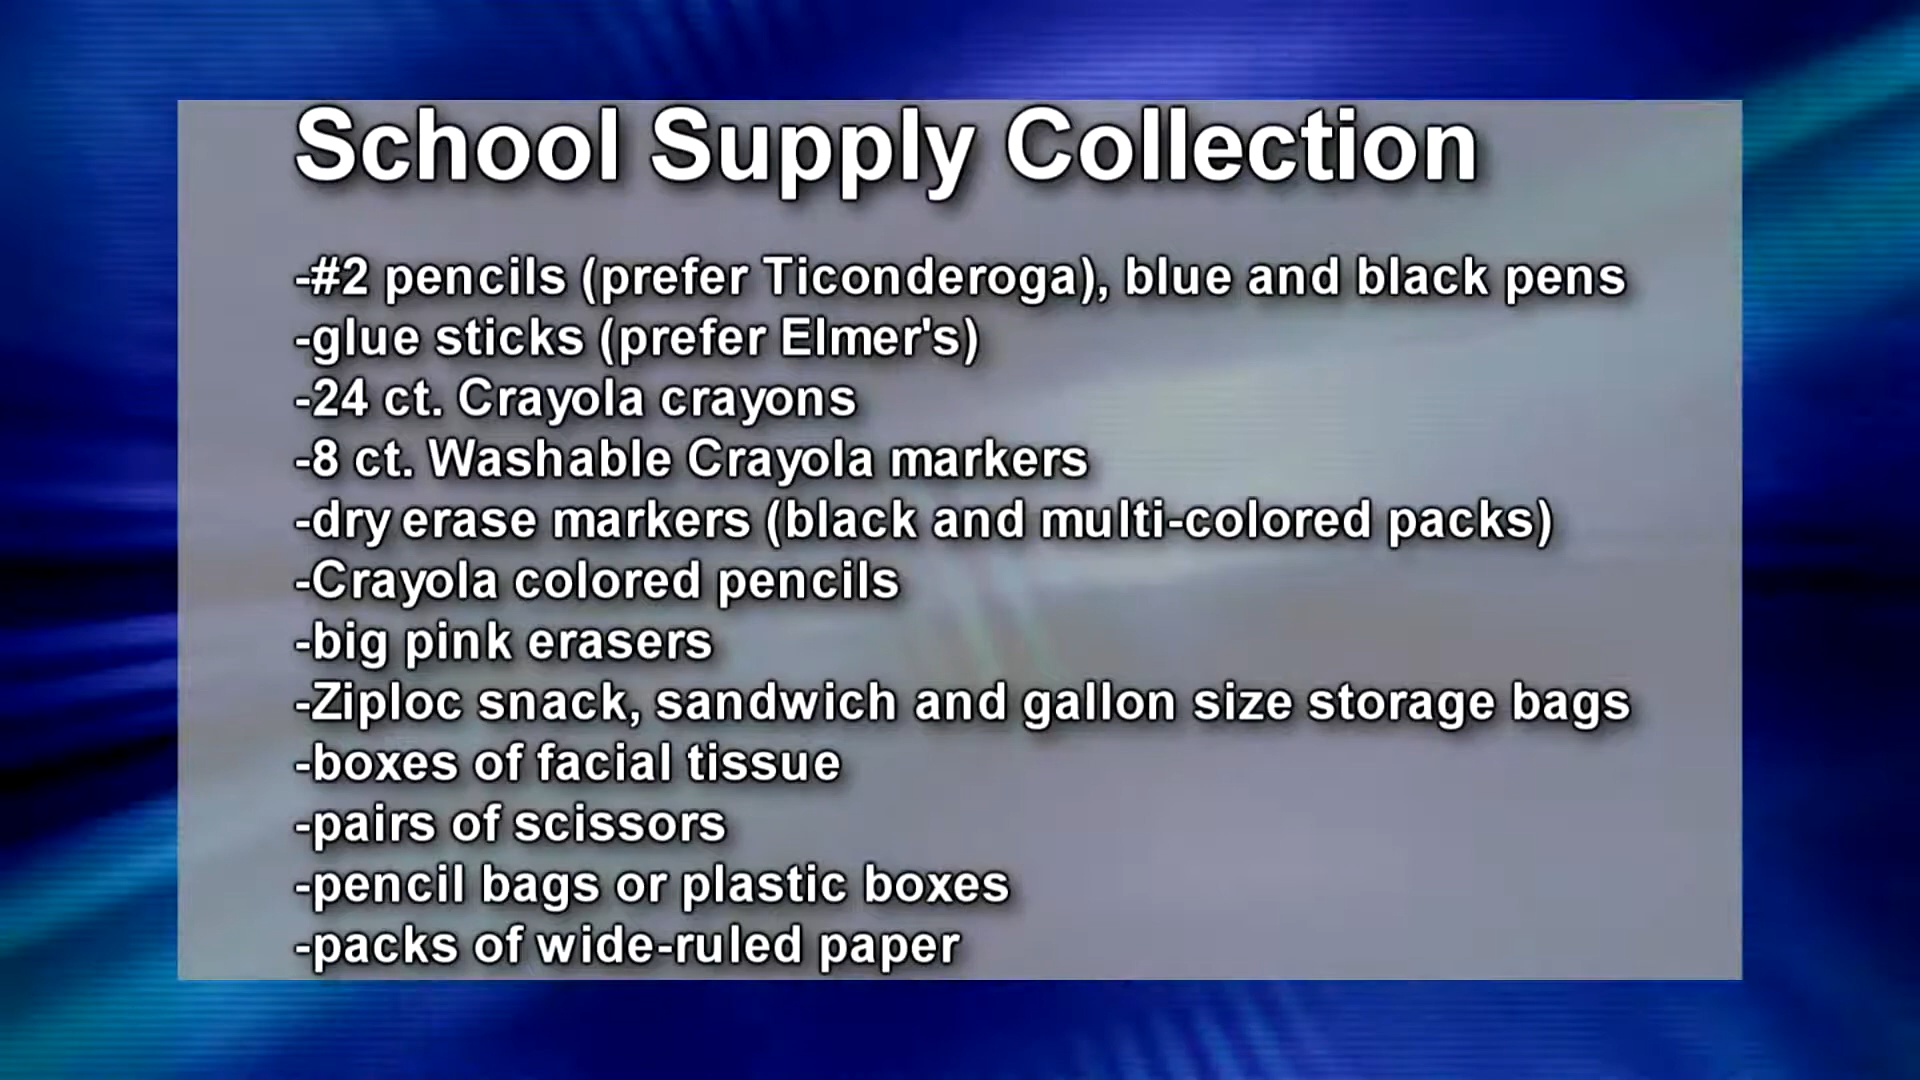 School Supply Collection
-#2 pencils (prefer Ticonderoga), blue and black pens
-glue sticks (prefer Elmer's)
-24 ct. Crayola crayons
-8 ct. Washable Crayola markers
-dry erase markers (black and multi-colored packs)
-Crayola colored pencils
-big pink erasers
-Ziploc snack, sandwich and gallon size storage bags
-boxes of facial tissue
-pairs of scissors
-pencil bags or plastic boxes
-packs of wide-ruled paper